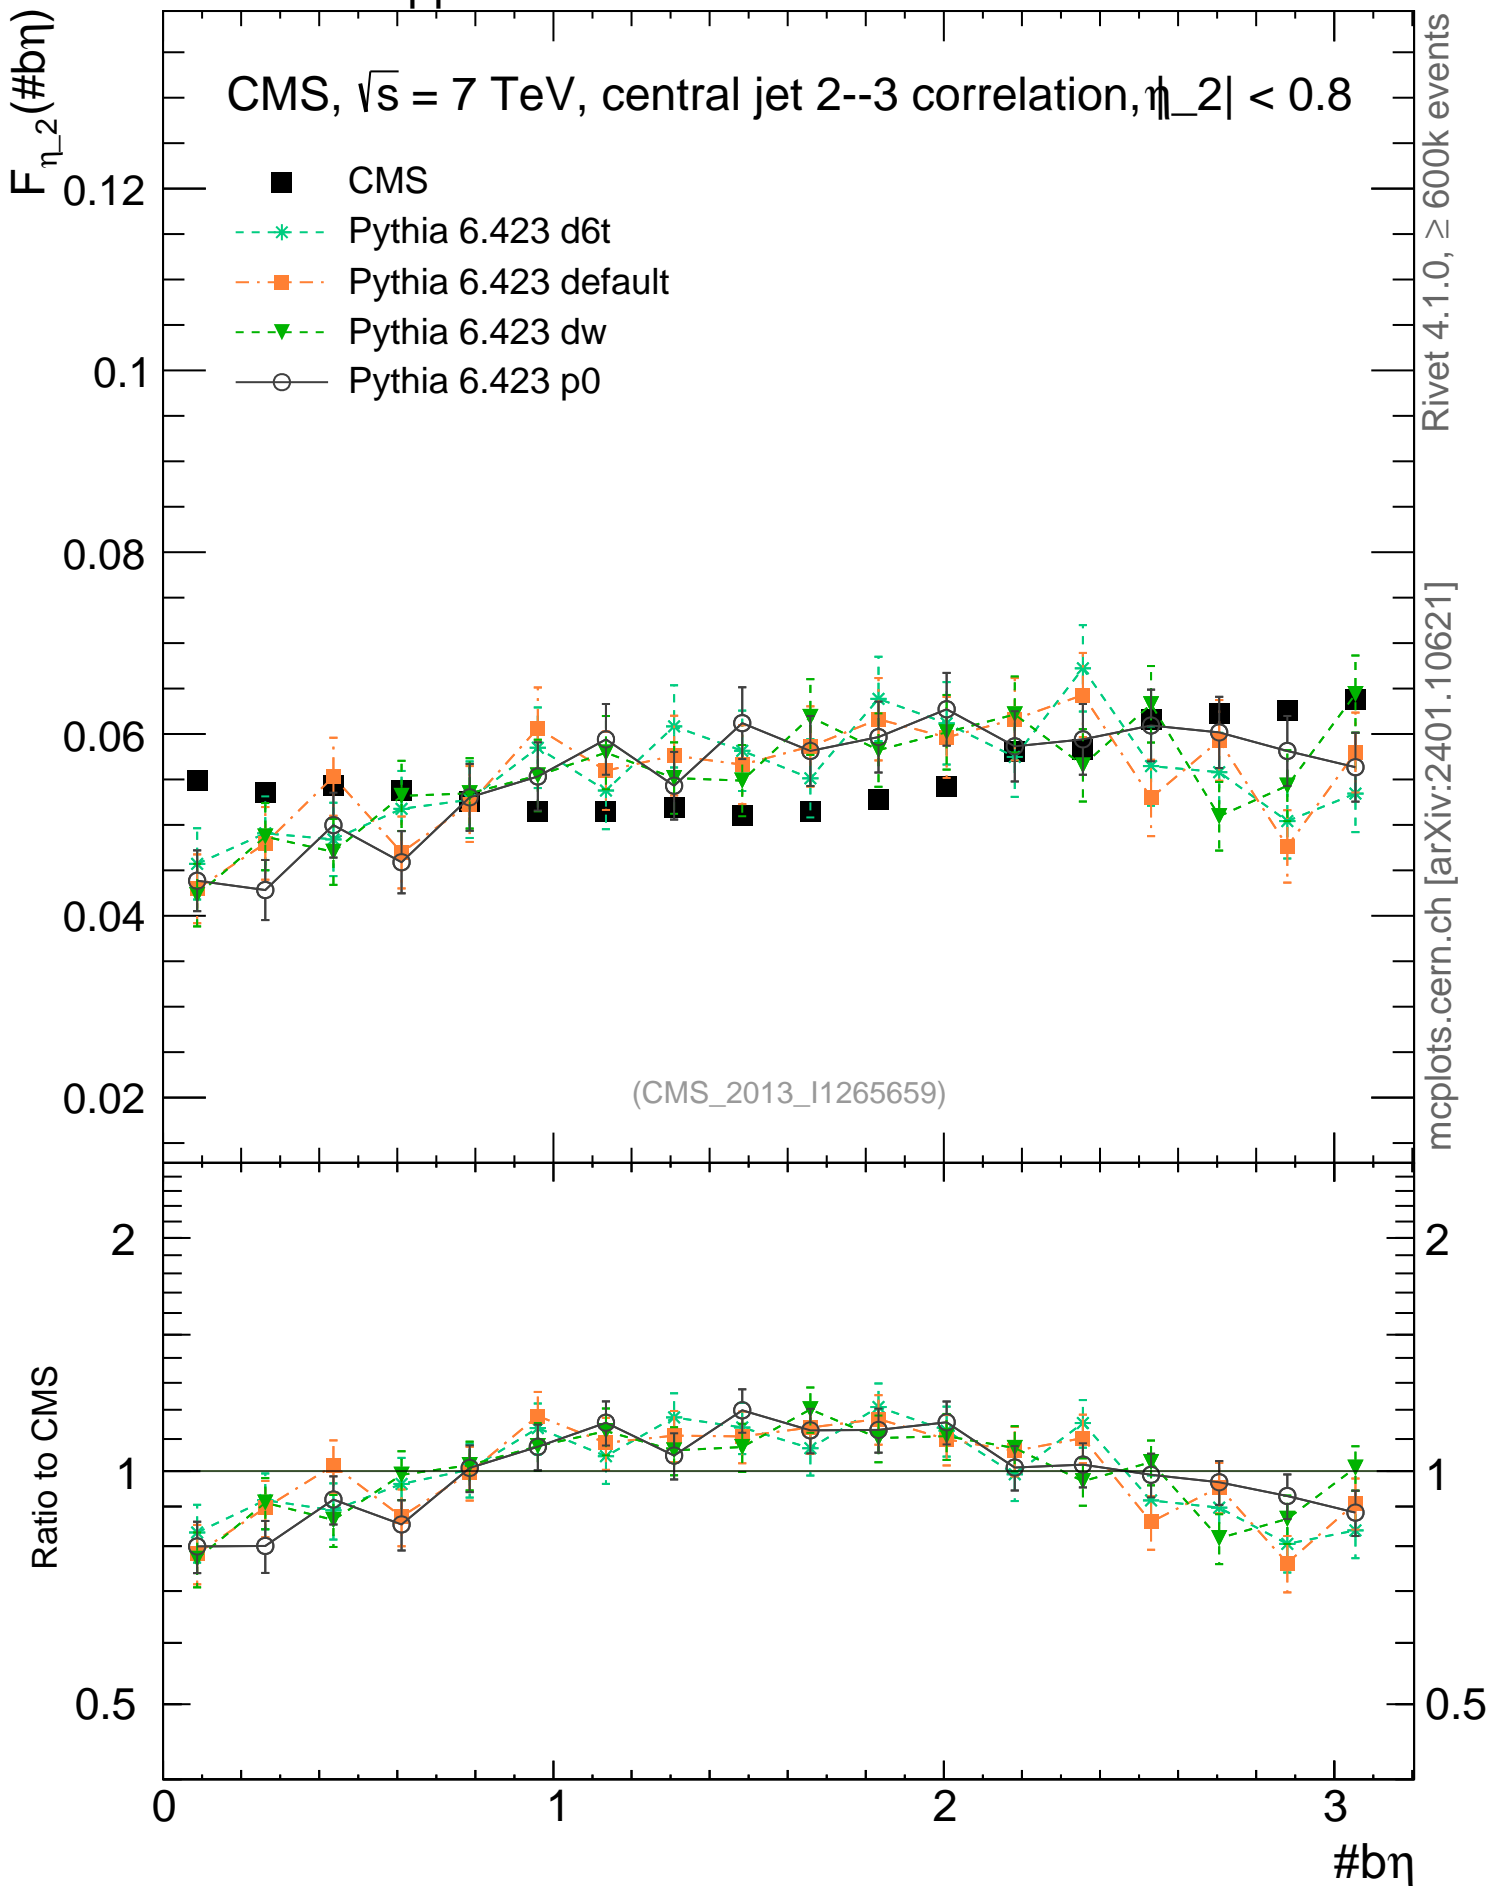 F_η_2(#bη)
CMS, √s = 7 TeV, central jet 2--3 correlation, |η_2| < 0.8
CMS
Pythia 6.423 d6t
Pythia 6.423 default
Pythia 6.423 dw
Pythia 6.423 p0
0.12
0.1
0.08
0.06
0.04
0.02
(CMS_2013_I1265659)
Rivet 4.1.0, ≥ 600k events
mcplots.cern.ch [arXiv:2401.10621]
Ratio to CMS
2
1
0.5
2
1
0.5
0 1 2 3
#bη